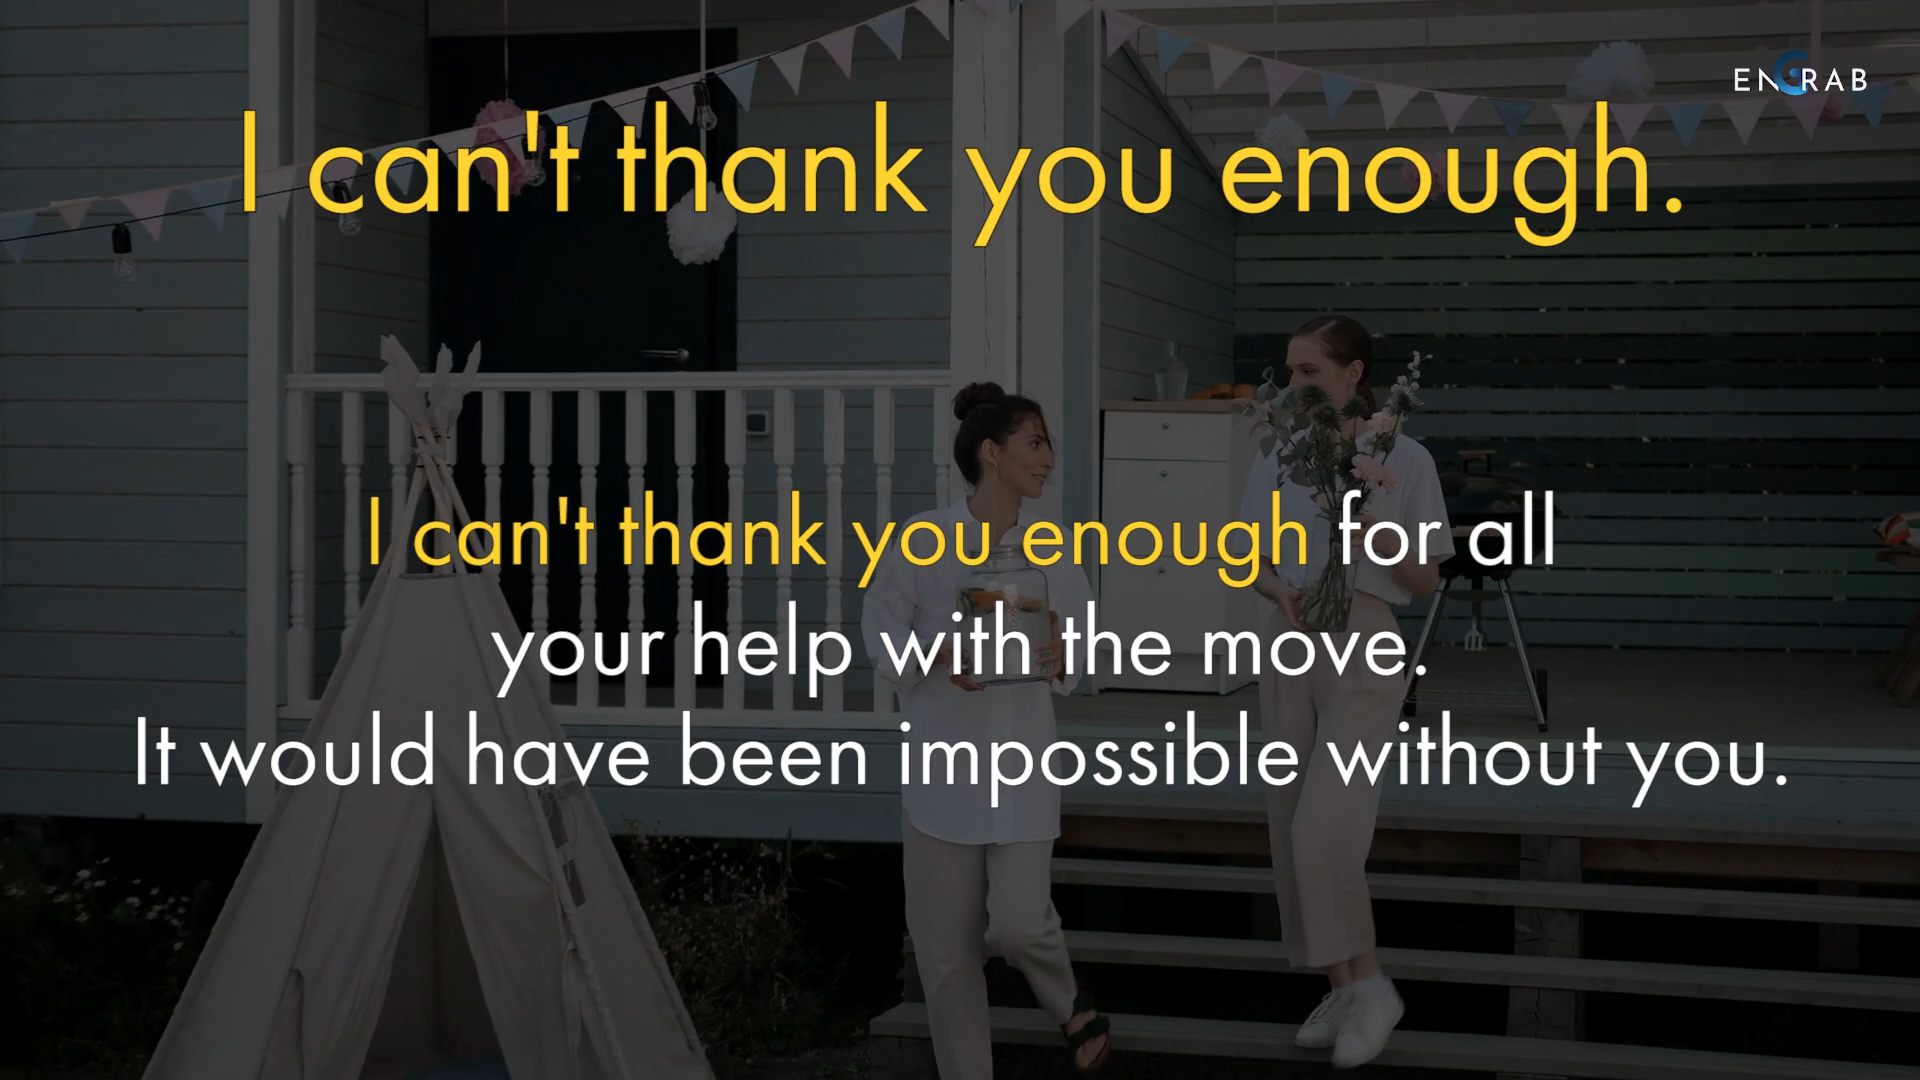 ENGRAB
I can't thank you enough.
I can't thank you enough for all
your help with the move.
It would have been impossible without you.